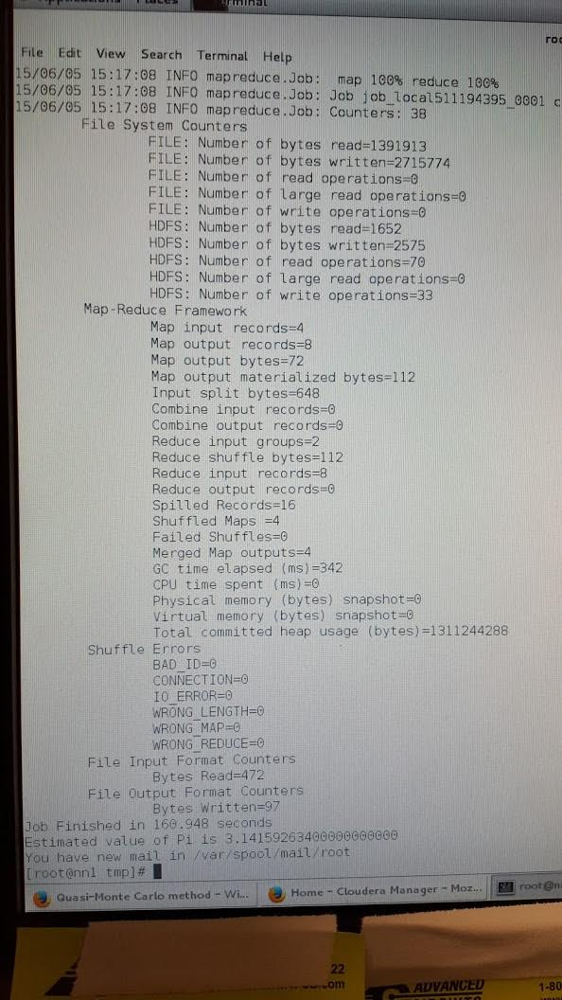 Applications Places Terminal
roo
File Edit View Search Terminal Help
15/06/05 15:17:08 INFO mapreduce.Job:  map 100% reduce 100%
15/06/05 15:17:08 INFO mapreduce.Job: Job job_local511194395_0001 c
15/06/05 15:17:08 INFO mapreduce.Job: Counters: 38
File System Counters
FILE: Number of bytes read=1391913
FILE: Number of bytes written=2715774
FILE: Number of read operations=0
FILE: Number of large read operations=0
FILE: Number of write operations=0
HDFS: Number of bytes read=1652
HDFS: Number of bytes written=2575
HDFS: Number of read operations=70
HDFS: Number of large read operations=0
HDFS: Number of write operations=33
Map-Reduce Framework
Map input records=4
Map output records=8
Map output bytes=72
Map output materialized bytes=112
Input split bytes=648
Combine input records=0
Combine output records=0
Reduce input groups=2
Reduce shuffle bytes=112
Reduce input records=8
Reduce output records=0
Spilled Records=16
Shuffled Maps =4
Failed Shuffles=0
Merged Map outputs=4
GC time elapsed (ms)=342
CPU time spent (ms)=0
Physical memory (bytes) snapshot=0
Virtual memory (bytes) snapshot=0
Total committed heap usage (bytes)=1311244288
Shuffle Errors
BAD_ID=0
CONNECTION=0
IO_ERROR=0
WRONG_LENGTH=0
WRONG_MAP=0
WRONG_REDUCE=0
File Input Format Counters
Bytes Read=472
File Output Format Counters
Bytes Written=97
Job Finished in 160.948 seconds
Estimated value of Pi is 3.14159263400000000000
You have new mail in /var/spool/mail/root
[root@nn1 tmp]#
Quasi-Monte Carlo method - Wi... Home - Cloudera Manager - Moz... root@n
22
.com
ADVANCED
1-80